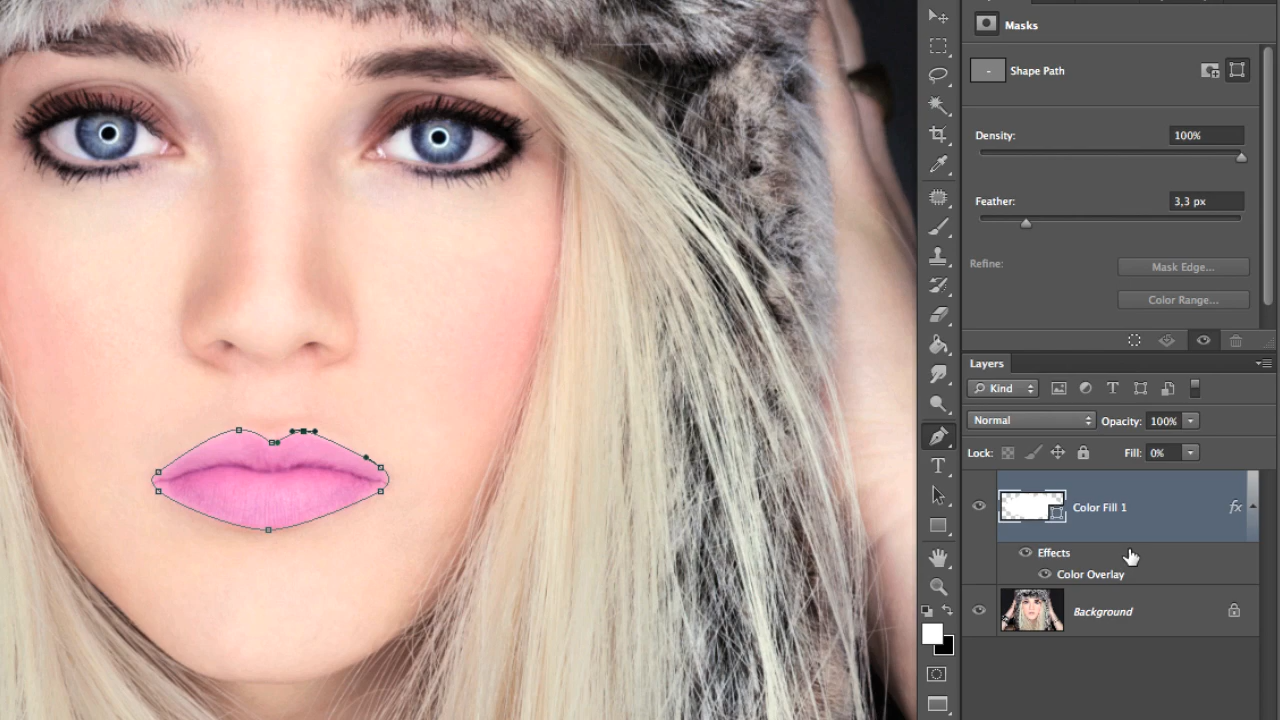 Masks
Shape Path
Density: 100%
Feather: 3,3 px
Refine: Mask Edge...
Color Range...
Layers
Kind
Normal Opacity: 100%
Lock: Fill: 0%
Color Fill 1 fx
Effects
Color Overlay
Background